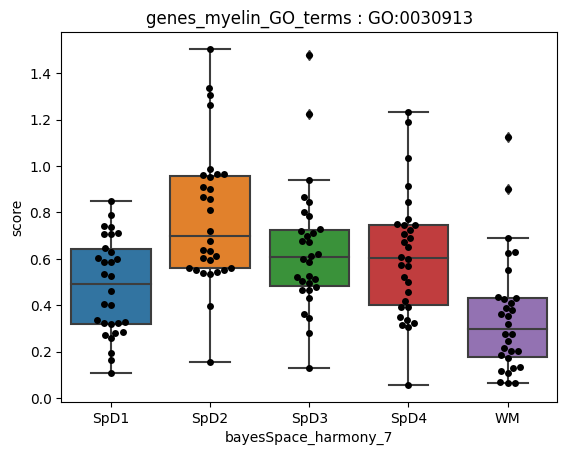 genes_myelin_GO_terms : GO:0030913
1.4
1.2
1.0
0.8
0.6
0.4
0.2
0.0
score
SpD1 SpD2 SpD3 SpD4 WM
bayesSpace_harmony_7